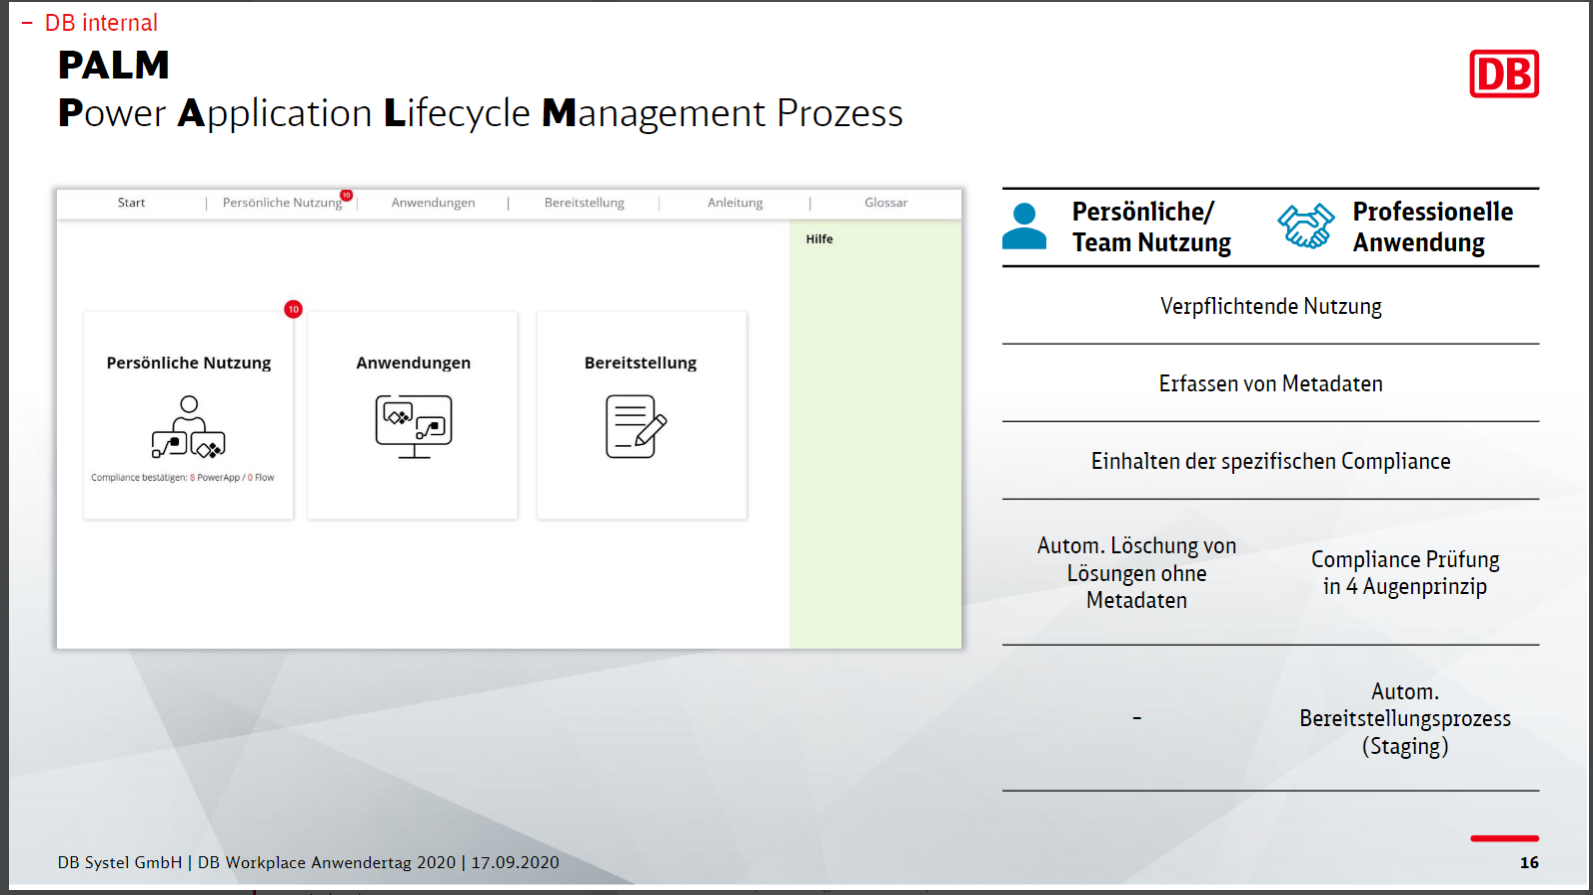 – DB internal
PALM
Power Application Lifecycle Management Prozess
DB
Start | Persönliche Nutzung 10 | Anwendungen | Bereitstellung | Anleitung | Glossar
Hilfe
10
Persönliche Nutzung
Compliance bestätigen: 8 PowerApp / 0 Flow
Anwendungen
Bereitstellung
Persönliche/
Team Nutzung
Professionelle
Anwendung
Verpflichtende Nutzung
Erfassen von Metadaten
Einhalten der spezifischen Compliance
Autom. Löschung von
Lösungen ohne
Metadaten
Compliance Prüfung
in 4 Augenprinzip
–
Autom.
Bereitstellungsprozess
(Staging)
DB Systel GmbH | DB Workplace Anwendertag 2020 | 17.09.2020
16